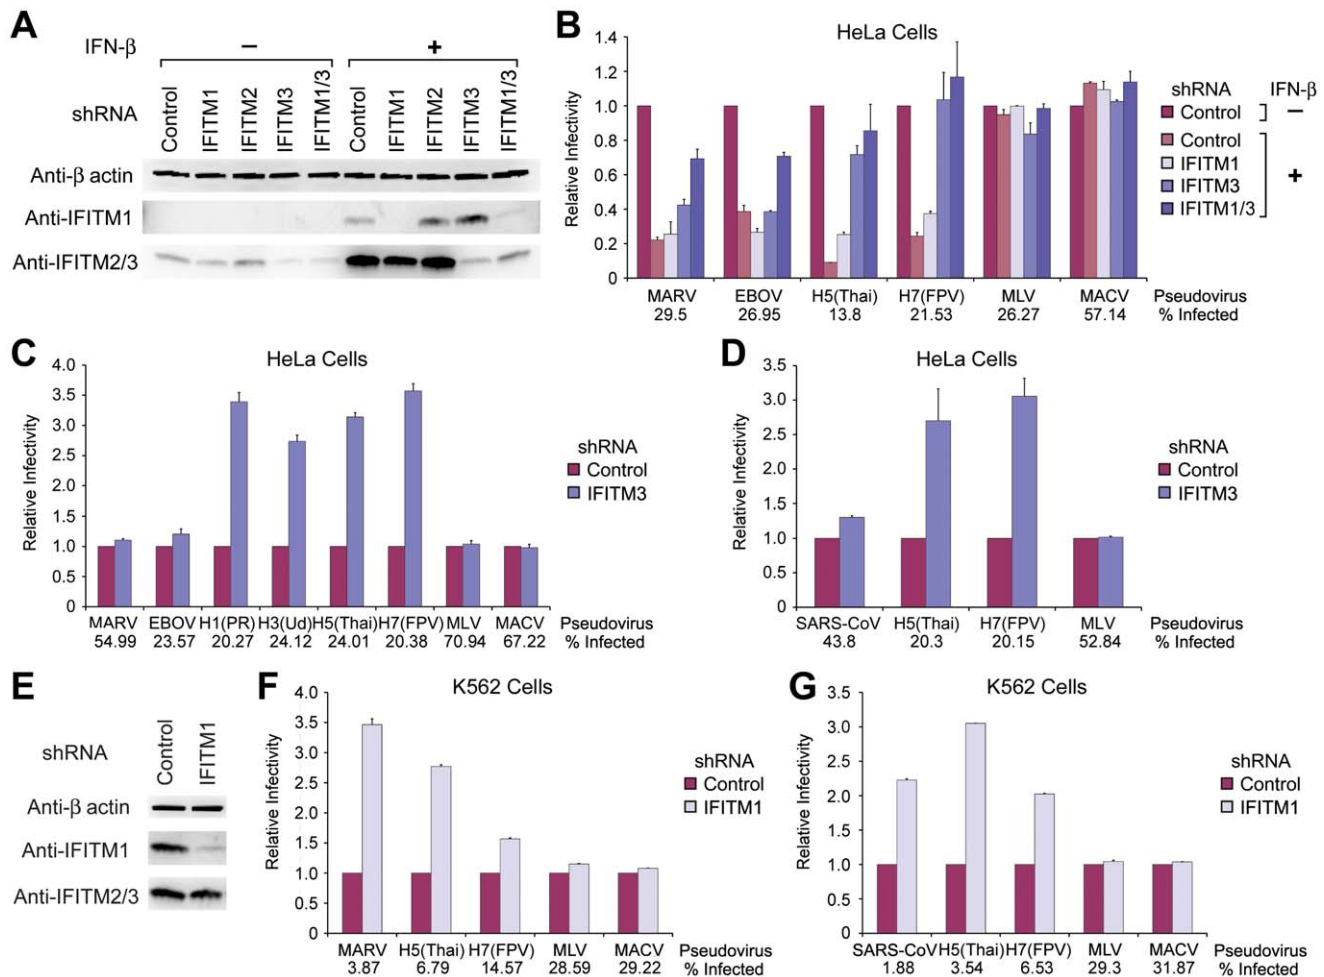 A
IFN-β
−
+
shRNA
Control
IFITM1
IFITM2
IFITM3
IFITM1/3
Control
IFITM1
IFITM2
IFITM3
IFITM1/3
Anti-β actin
Anti-IFITM1
Anti-IFITM2/3
B
HeLa Cells
Relative Infectivity
1.4
1.2
1.0
0.8
0.6
0.4
0.2
0
MARV EBOV H5(Thai) H7(FPV) MLV MACV Pseudovirus
29.5 26.95 13.8 21.53 26.27 57.14 % Infected
shRNA IFN-β
Control −
Control
IFITM1
IFITM3 +
IFITM1/3
C
HeLa Cells
Relative Infectivity
4.0
3.5
3.0
2.5
2.0
1.5
1.0
0.5
0
MARV EBOV H1(PR) H3(Ud) H5(Thai) H7(FPV) MLV MACV Pseudovirus
54.99 23.57 20.27 24.12 24.01 20.38 70.94 67.22 % Infected
shRNA
Control
IFITM3
D
HeLa Cells
Relative Infectivity
3.5
3.0
2.5
2.0
1.5
1.0
0.5
0
SARS-CoV H5(Thai) H7(FPV) MLV Pseudovirus
43.8 20.3 20.15 52.84 % Infected
shRNA
Control
IFITM3
E
shRNA
Control
IFITM1
Anti-β actin
Anti-IFITM1
Anti-IFITM2/3
F
K562 Cells
Relative Infectivity
4.0
3.5
3.0
2.5
2.0
1.5
1.0
0.5
0
MARV H5(Thai) H7(FPV) MLV MACV Pseudovirus
3.87 6.79 14.57 28.59 29.22 % Infected
shRNA
Control
IFITM1
G
K562 Cells
Relative Infectivity
3.5
3.0
2.5
2.0
1.5
1.0
0.5
0
SARS-CoV H5(Thai) H7(FPV) MLV MACV Pseudovirus
1.88 3.54 6.53 29.3 31.87 % Infected
shRNA
Control
IFITM1